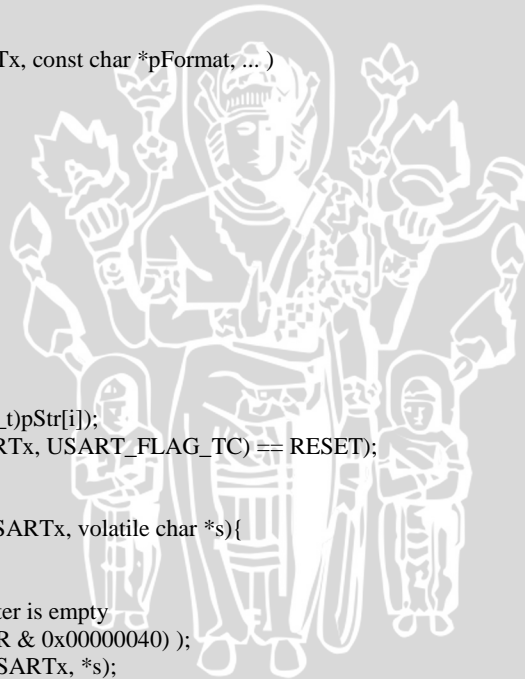 Tx, const char *pFormat, ... )
_t)pStr[i]);
RTx, USART_FLAG_TC) == RESET);
SARTx, volatile char *s){
ter is empty
R & 0x00000040) );
SARTx, *s);